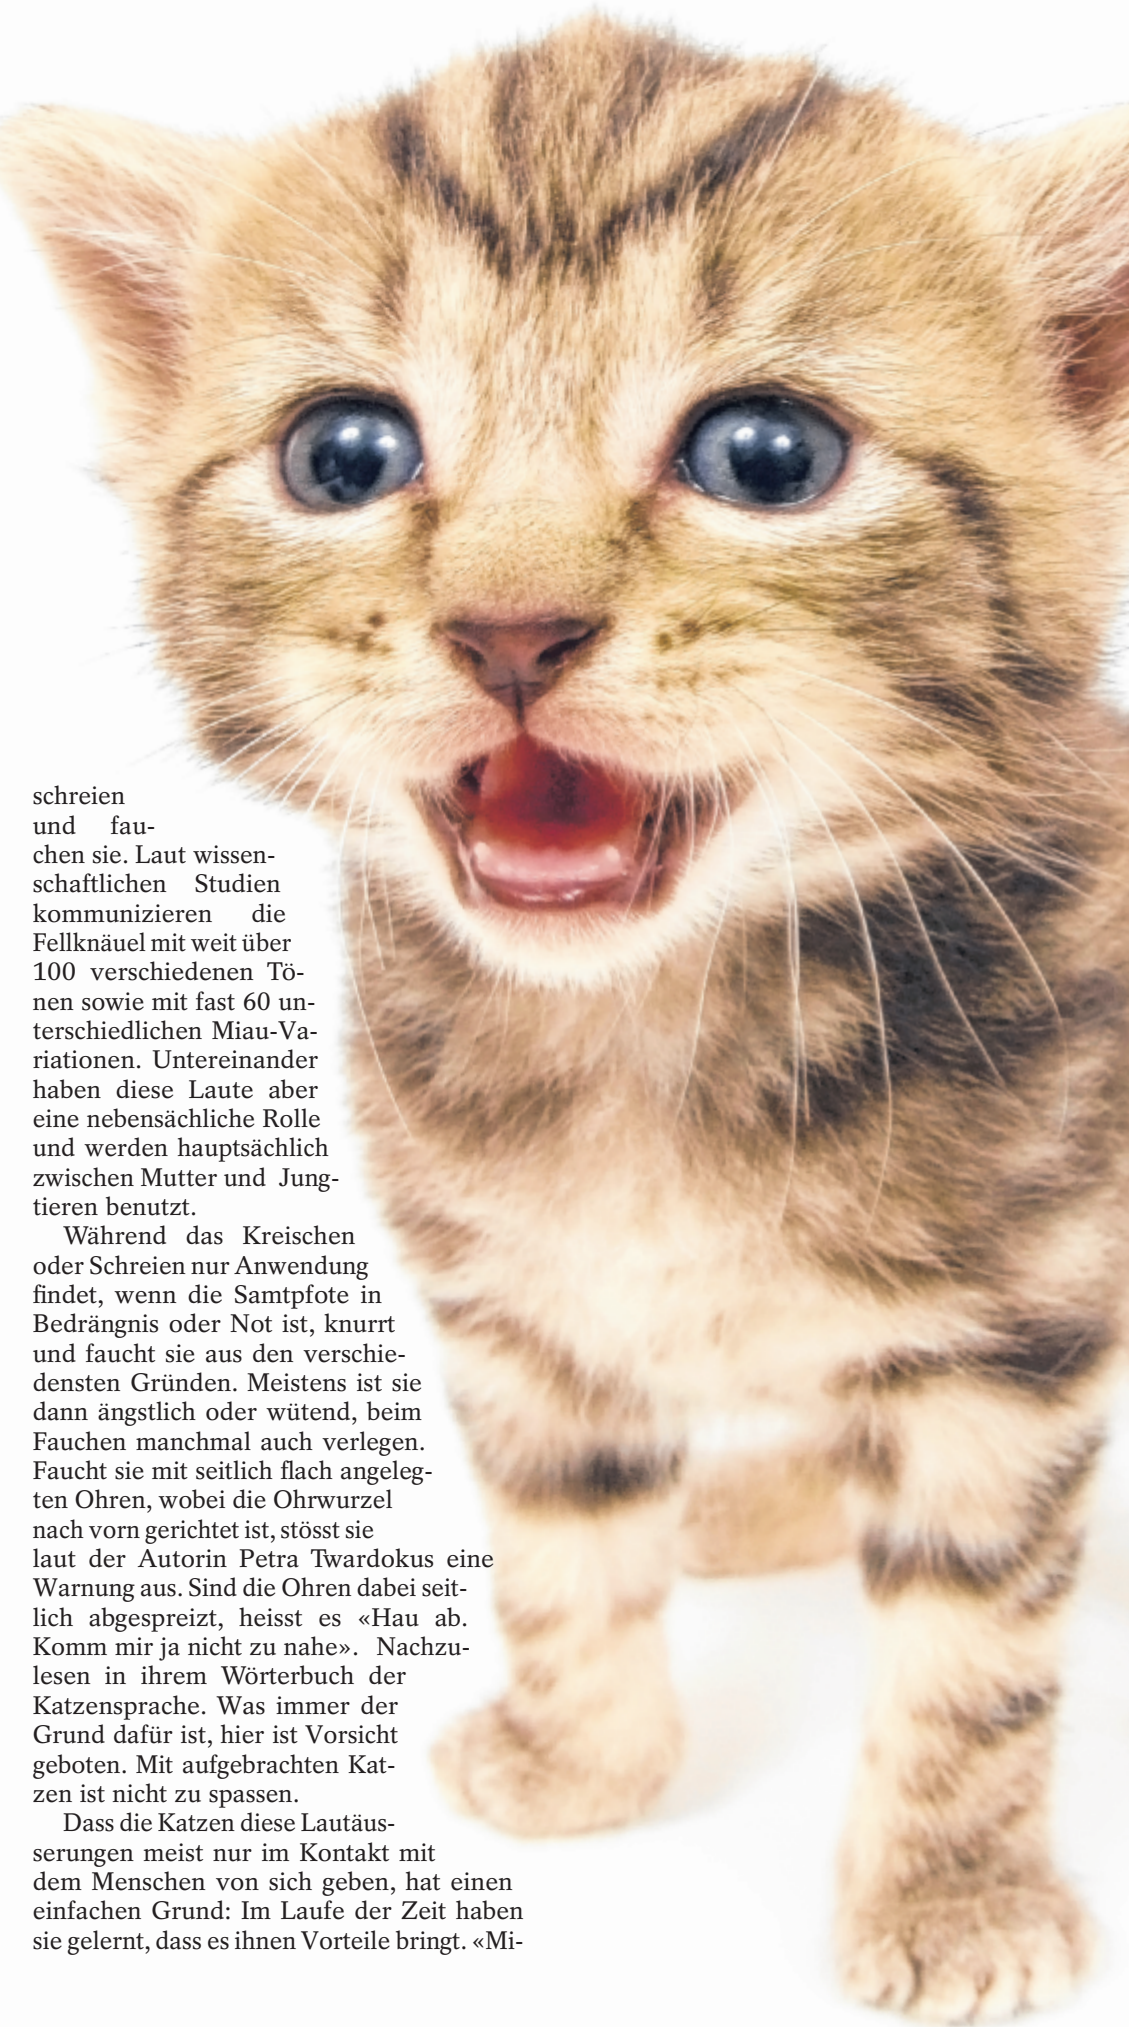 schreien
und fau-
chen sie. Laut wissen-
schaftlichen Studien
kommunizieren die
Fellknäuel mit weit über
100 verschiedenen Tö-
nen sowie mit fast 60 un-
terschiedlichen Miau-Va-
riationen. Untereinander
haben diese Laute aber
eine nebensächliche Rolle
und werden hauptsächlich
zwischen Mutter und Jung-
tieren benutzt.
Während das Kreischen
oder Schreien nur Anwendung
findet, wenn die Samtpfote in
Bedrängnis oder Not ist, knurrt
und faucht sie aus den verschie-
densten Gründen. Meistens ist sie
dann ängstlich oder wütend, beim
Fauchen manchmal auch verlegen.
Faucht sie mit seitlich flach angeleg-
ten Ohren, wobei die Ohrwurzel
nach vorn gerichtet ist, stösst sie
laut der Autorin Petra Twardokus eine
Warnung aus. Sind die Ohren dabei seit-
lich abgespreizt, heisst es «Hau ab.
Komm mir ja nicht zu nahe». Nachzu-
lesen in ihrem Wörterbuch der
Katzensprache. Was immer der
Grund dafür ist, hier ist Vorsicht
geboten. Mit aufgebrachten Kat-
zen ist nicht zu spassen.
Dass die Katzen diese Lautäus-
serungen meist nur im Kontakt mit
dem Menschen von sich geben, hat einen
einfachen Grund: Im Laufe der Zeit haben
sie gelernt, dass es ihnen Vorteile bringt. «Mi-